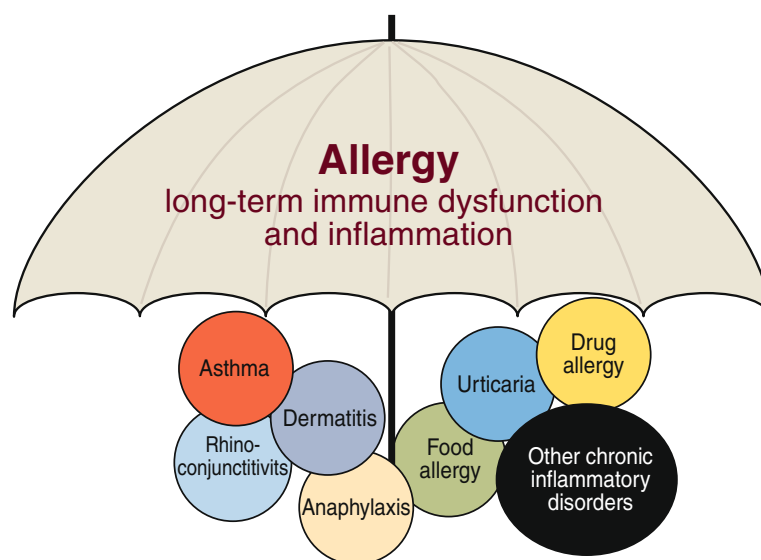 Allergy
long-term immune dysfunction
and inflammation
Asthma
Rhino-
conjunctitivits
Dermatitis
Anaphylaxis
Food
allergy
Urticaria
Drug
allergy
Other chronic
inflammatory
disorders